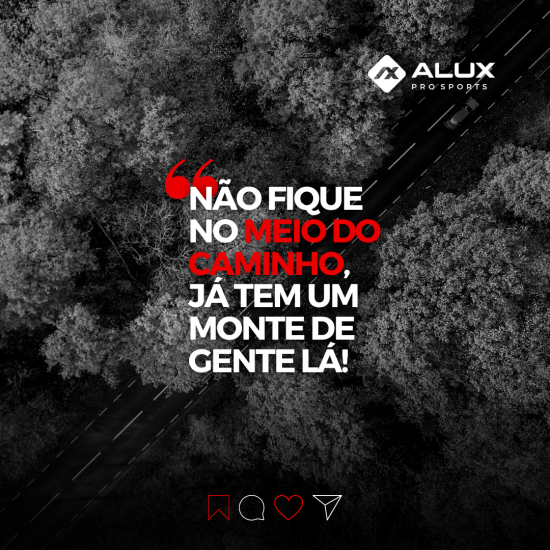 ALUX
PRO SPORTS
“NÃO FIQUE
NO MEIO DO
CAMINHO,
JÁ TEM UM
MONTE DE
GENTE LÁ!